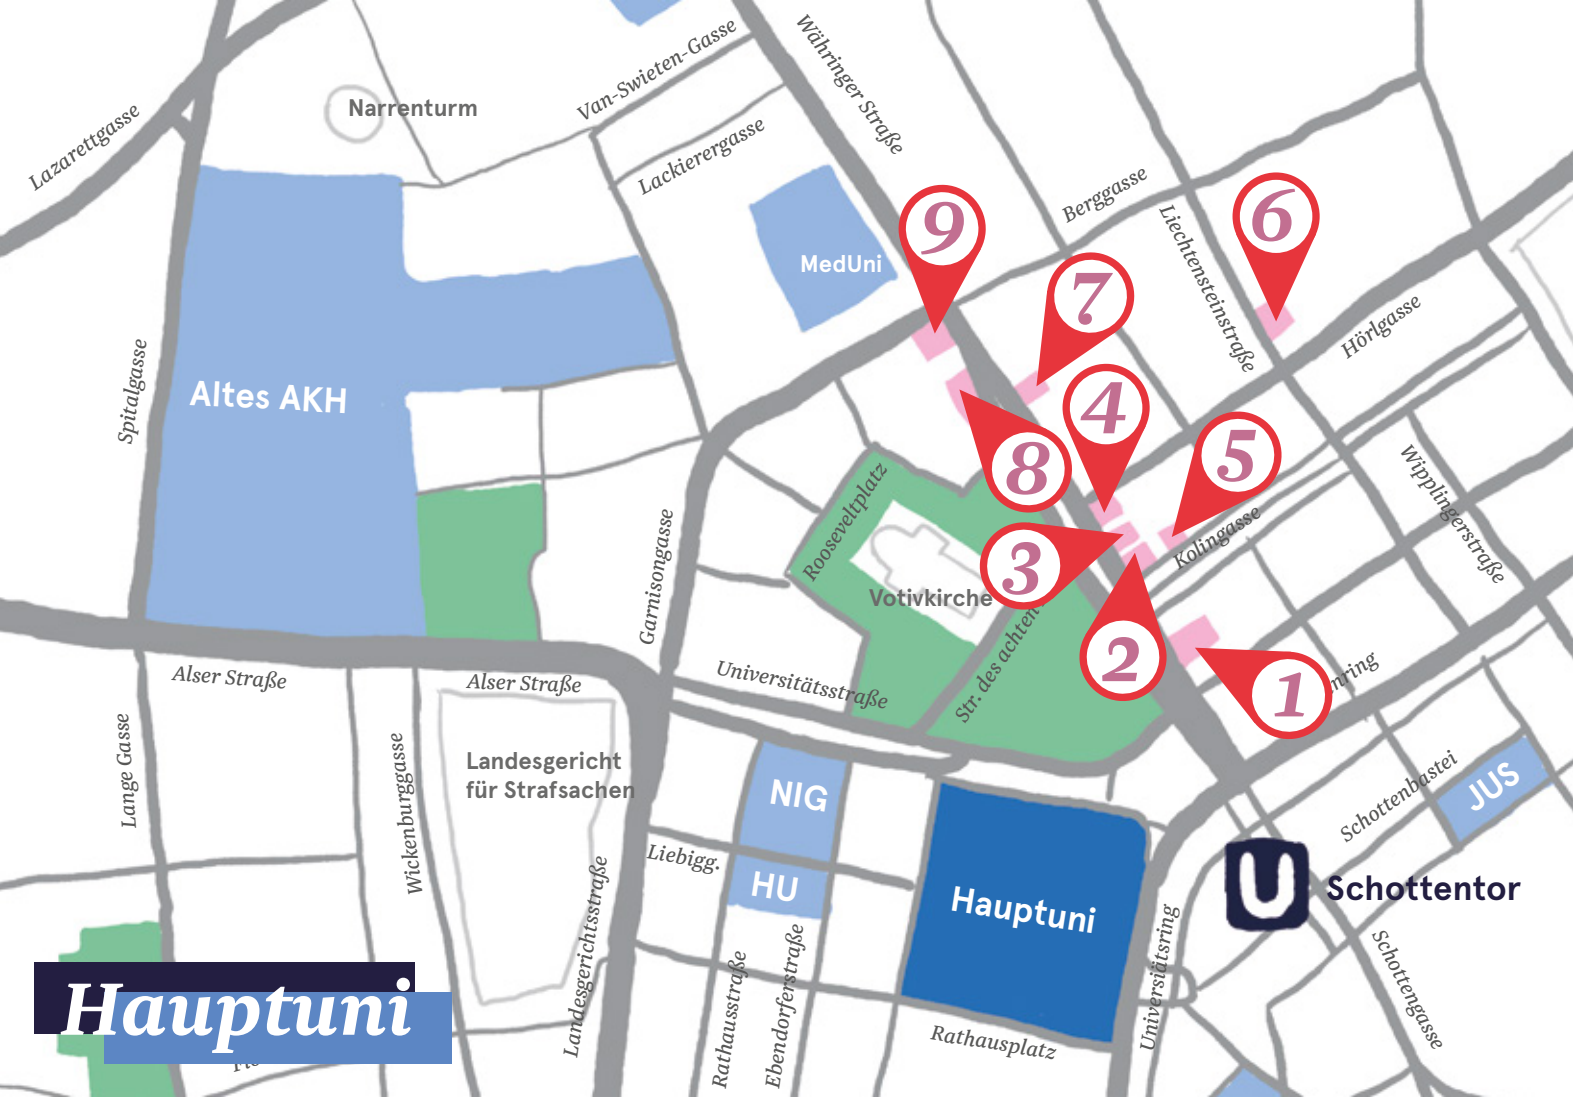 Währinger Straße
Van-Swieten-Gasse
Narrenturm
Lazarettgasse
Lackierergasse
Berggasse
9
6
Liechtensteinstraße
MedUni
7
Hörlgasse
Spitalgasse
Altes AKH
4
8
5
Wipplingerstraße
Rooseveltplatz
Kolingasse
Garnisongasse
3
Votivkirche
Str. des achten
2
1
Alser Straße
Alser Straße
Universitätsstraße
Lange Gasse
Wickenburggasse
Landesgericht
für Strafsachen
NIG
Schottenbastei
JUS
Liebigg.
HU
Hauptuni
U
Schottentor
Landesgerichtsstraße
Rathausstraße
Ebendorferstraße
Universiätsring
Schottengasse
Rathausplatz
Hauptuni